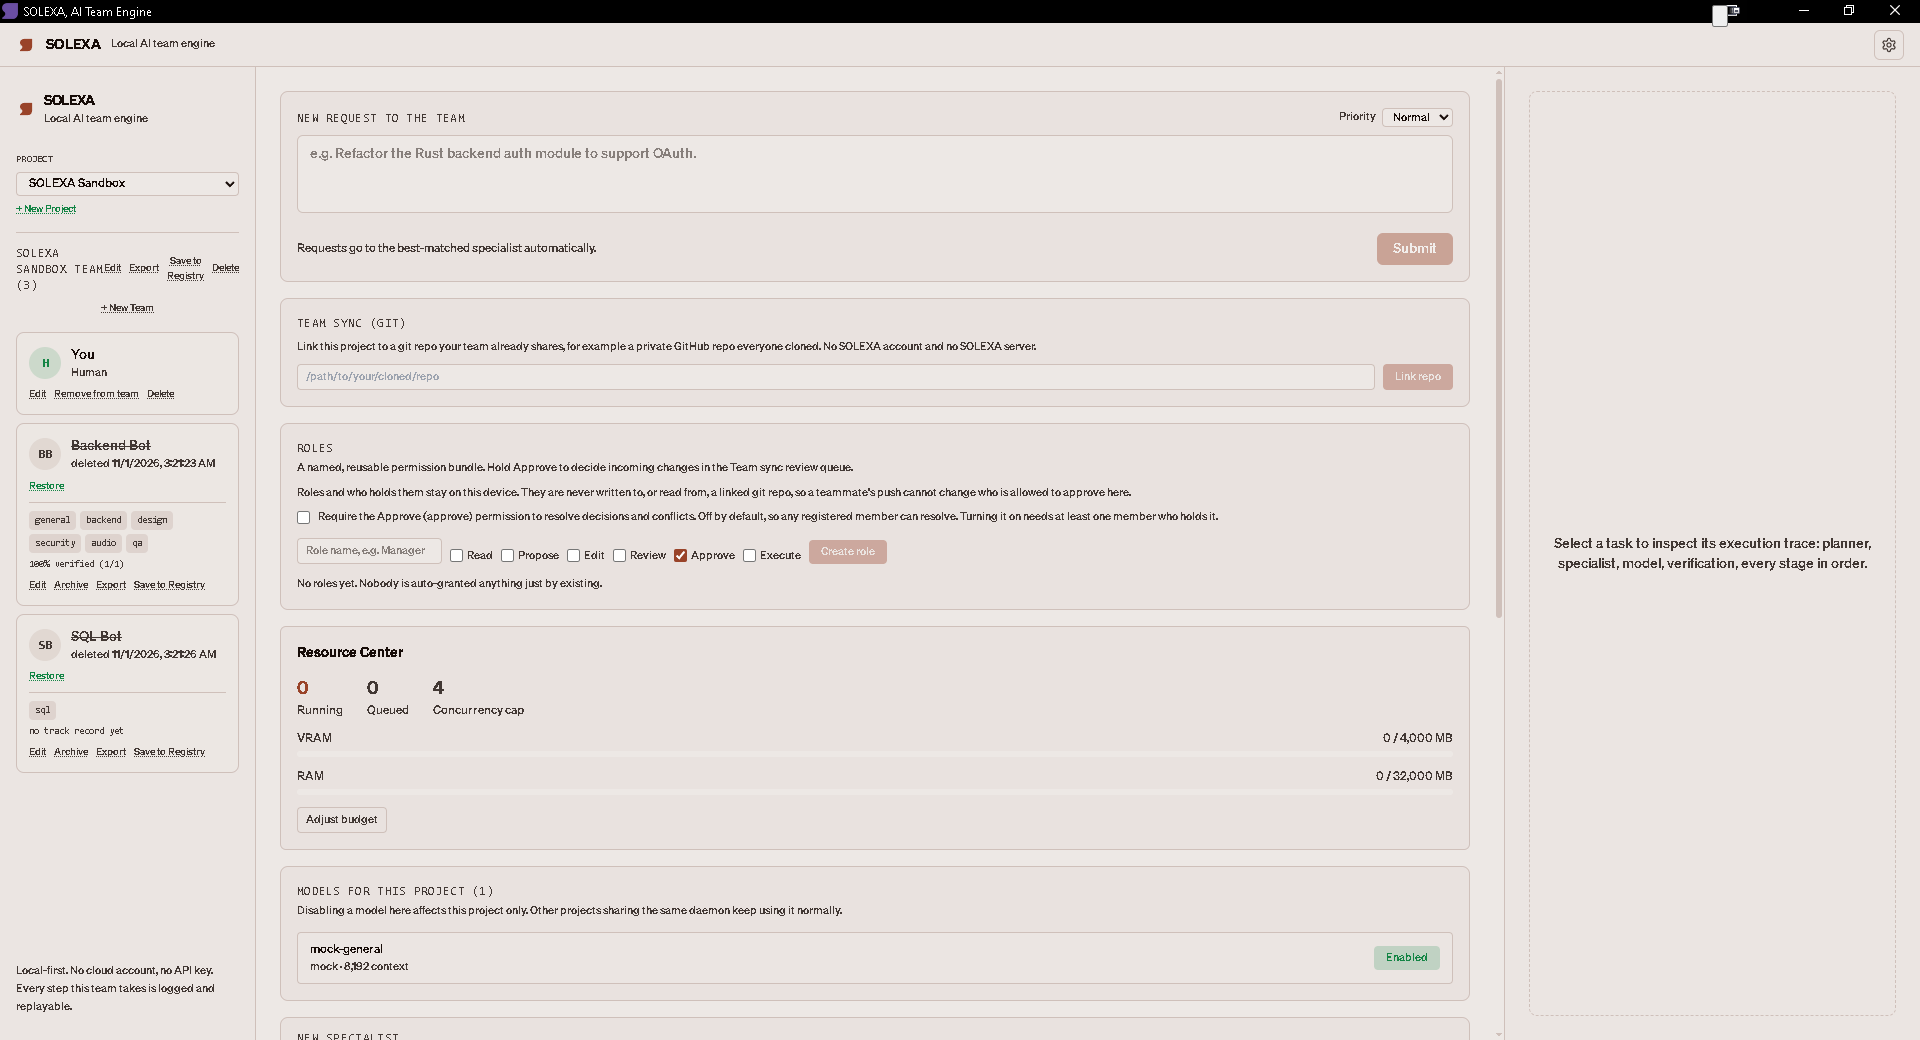 SOLEXA, AI Team Engine
SOLEXA Local AI team engine
SOLEXA
Local AI team engine
PROJECT
SOLEXA Sandbox
+ New Project
SOLEXA SANDBOX TEAM (3)
Edit Export Save to Registry Delete
+ New Team
H
You
Human
Edit Remove from team Delete
BB
Backend Bot
deleted 11/1/2026, 3:21:23 AM
Restore
general backend design
security audio qa
100% verified (1/1)
Edit Archive Export Save to Registry
SB
SQL Bot
deleted 11/1/2026, 3:21:26 AM
Restore
sql
no track record yet
Edit Archive Export Save to Registry
Local-first. No cloud account, no API key.
Every step this team takes is logged and
replayable.
NEW REQUEST TO THE TEAM
Priority Normal
e.g. Refactor the Rust backend auth module to support OAuth.
Requests go to the best-matched specialist automatically.
Submit
TEAM SYNC (GIT)
Link this project to a git repo your team already shares, for example a private GitHub repo everyone cloned. No SOLEXA account and no SOLEXA server.
/path/to/your/cloned/repo
Link repo
ROLES
A named, reusable permission bundle. Hold Approve to decide incoming changes in the Team sync review queue.
Roles and who holds them stay on this device. They are never written to, or read from, a linked git repo, so a teammate's push cannot change who is allowed to approve here.
Require the Approve (approve) permission to resolve decisions and conflicts. Off by default, so any registered member can resolve. Turning it on needs at least one member who holds it.
Role name, e.g. Manager Read Propose Edit Review Approve Execute Create role
No roles yet. Nobody is auto-granted anything just by existing.
Resource Center
0 0 4
Running Queued Concurrency cap
VRAM 0 / 4,000 MB
RAM 0 / 32,000 MB
Adjust budget
MODELS FOR THIS PROJECT (1)
Disabling a model here affects this project only. Other projects sharing the same daemon keep using it normally.
mock-general
mock · 8,192 context
Enabled
NEW SPECIALIST
Select a task to inspect its execution trace: planner,
specialist, model, verification, every stage in order.